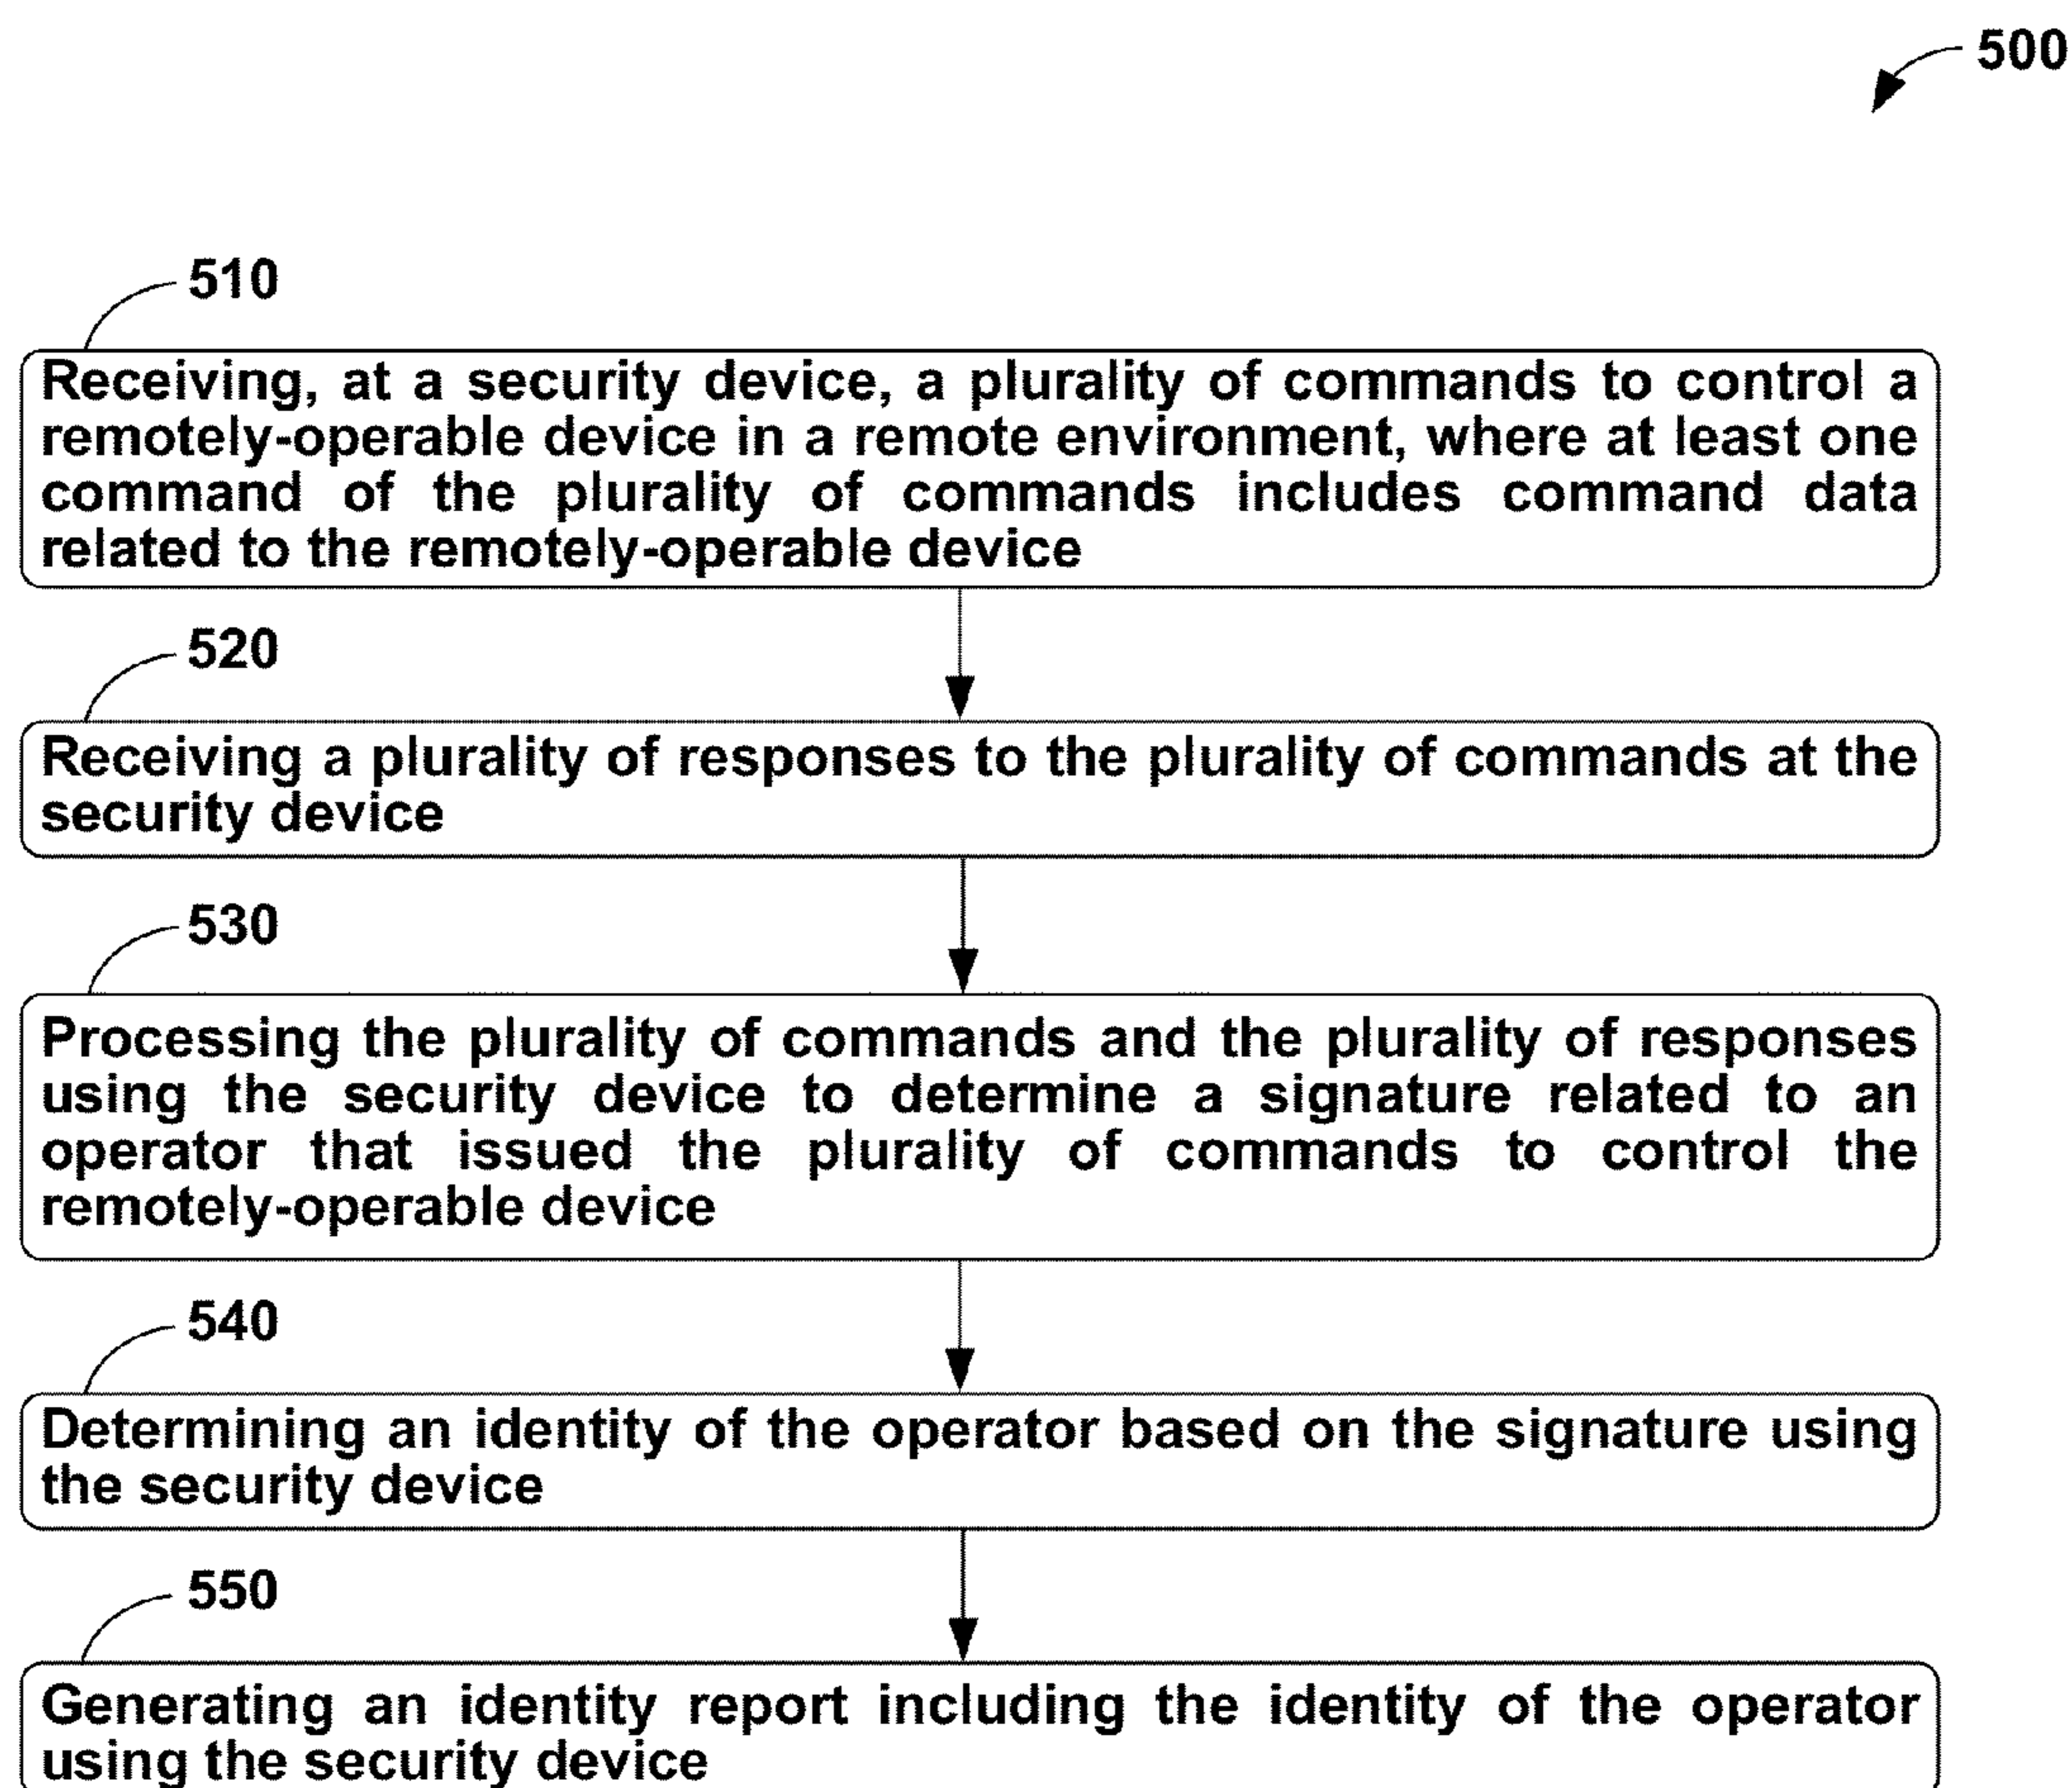 500
510
Receiving, at a security device, a plurality of commands to control a
remotely-operable device in a remote environment, where at least one
command of the plurality of commands includes command data
related to the remotely-operable device
520
Receiving a plurality of responses to the plurality of commands at the
security device
530
Processing the plurality of commands and the plurality of responses
using the security device to determine a signature related to an
operator that issued the plurality of commands to control the
remotely-operable device
540
Determining an identity of the operator based on the signature using
the security device
550
Generating an identity report including the identity of the operator
using the security device